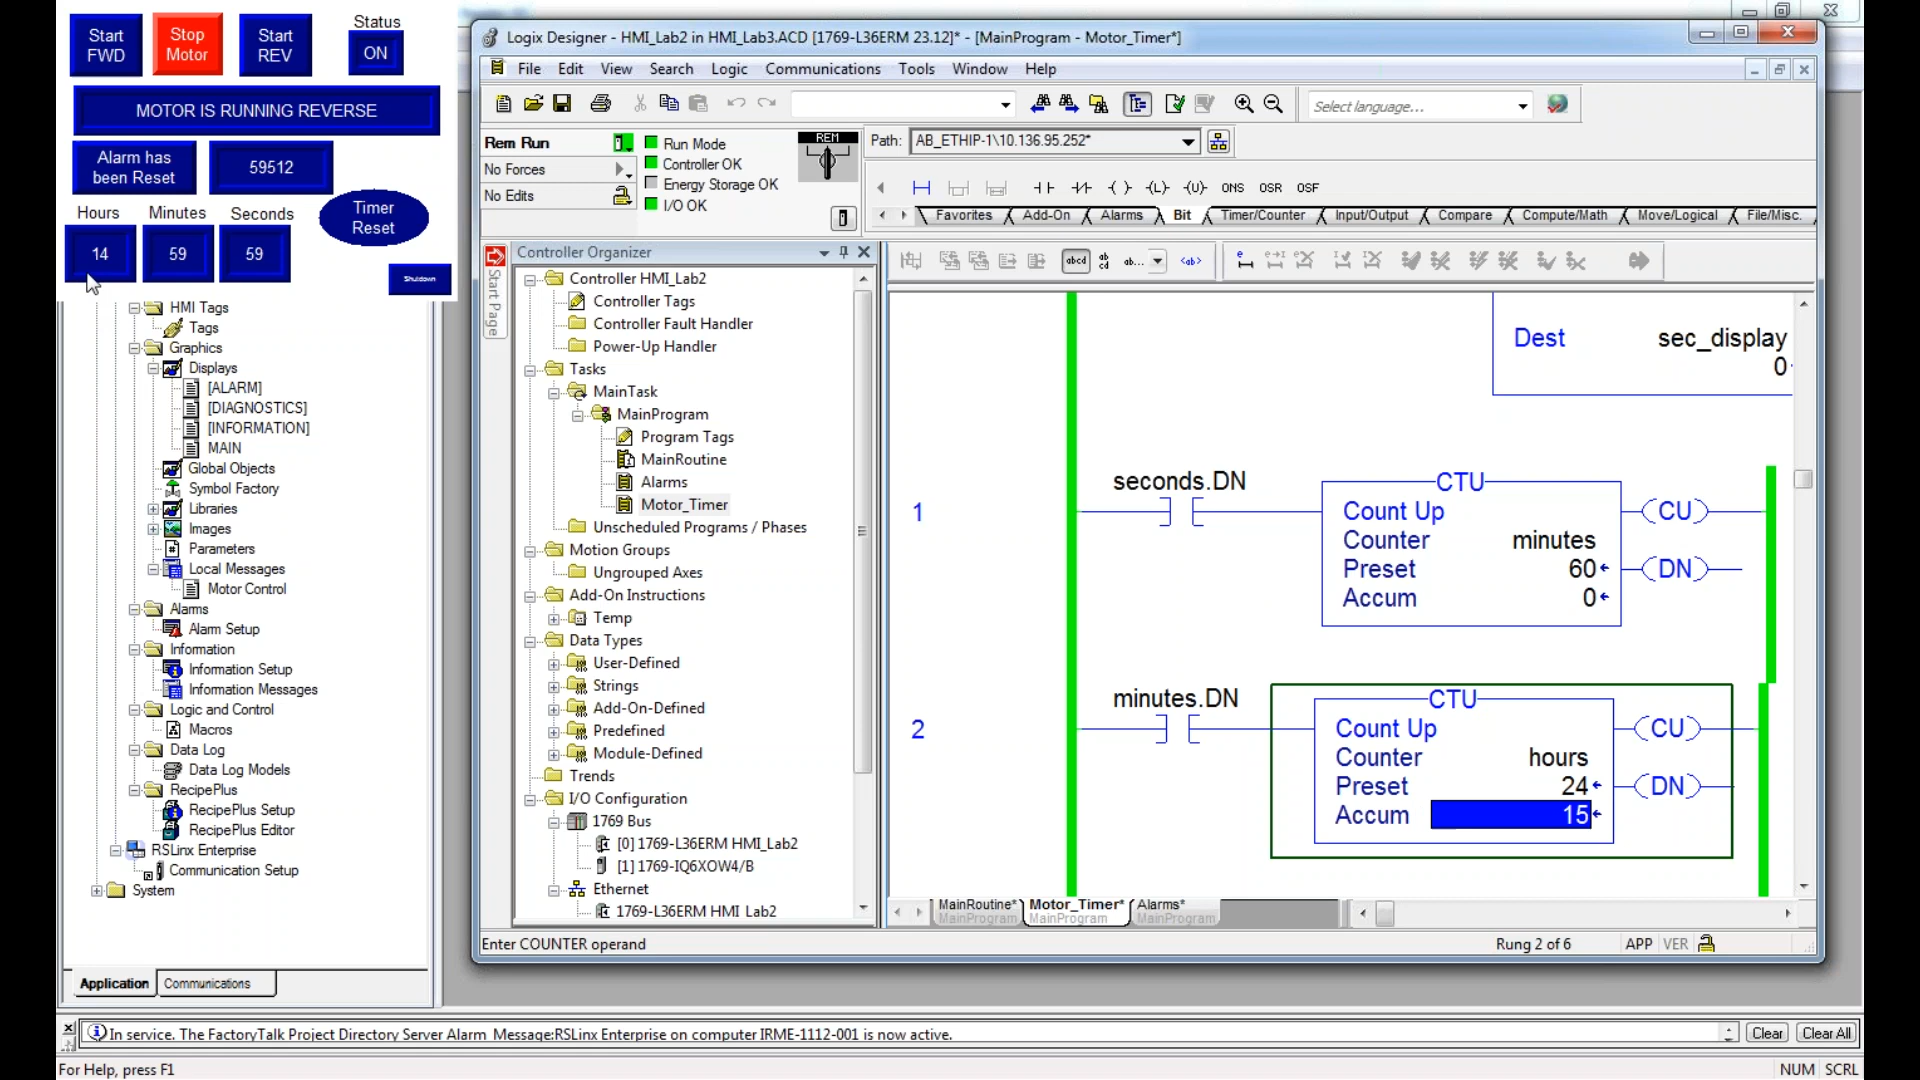 Start
FWD
Stop
Motor
Start
REV
Status
ON
MOTOR IS RUNNING REVERSE
Alarm has
been Reset
59512
Timer
Reset
Hours
Minutes
Seconds
14
59
59
Shutdown
HMI Tags
Tags
Graphics
Displays
[ALARM]
[DIAGNOSTICS]
[INFORMATION]
MAIN
Global Objects
Symbol Factory
Libraries
Images
Parameters
Local Messages
Motor Control
Alarms
Alarm Setup
Information
Information Setup
Information Messages
Logic and Control
Macros
Data Log
Data Log Models
RecipePlus
RecipePlus Setup
RecipePlus Editor
RSLinx Enterprise
Communication Setup
System
Application
Communications
Logix Designer - HMI_Lab2 in HMI_Lab3.ACD [1769-L36ERM 23.12]* - [MainProgram - Motor_Timer*]
File Edit View Search Logic Communications Tools Window Help
Select language...
Rem Run
No Forces
No Edits
Run Mode
Controller OK
Energy Storage OK
I/O OK
REM
Path: AB_ETHIP-1\10.136.95.252*
(L) (U) ONS OSR OSF
Favorites Add-On Alarms Bit Timer/Counter Input/Output Compare Compute/Math Move/Logical File/Misc.
Start Page
Controller Organizer
Controller HMI_Lab2
Controller Tags
Controller Fault Handler
Power-Up Handler
Tasks
MainTask
MainProgram
Program Tags
MainRoutine
Alarms
Motor_Timer
Unscheduled Programs / Phases
Motion Groups
Ungrouped Axes
Add-On Instructions
Temp
Data Types
User-Defined
Strings
Add-On-Defined
Predefined
Module-Defined
Trends
I/O Configuration
1769 Bus
[0] 1769-L36ERM HMI_Lab2
[1] 1769-IQ6XOW4/B
Ethernet
1769-L36ERM HMI_Lab2
abcd
ab
cd
ab...
<ab>
Dest sec_display
0
1
seconds.DN
CTU
Count Up
Counter minutes
Preset 60
Accum 0
CU
DN
2
minutes.DN
CTU
Count Up
Counter hours
Preset 24
Accum 15
CU
DN
MainRoutine*
MainProgram
Motor_Timer*
MainProgram
Alarms*
MainProgram
Enter COUNTER operand
Rung 2 of 6
APP VER
In service. The FactoryTalk Project Directory Server Alarm Message:RSLinx Enterprise on computer IRME-1112-001 is now active.
Clear
Clear All
For Help, press F1
NUM SCRL